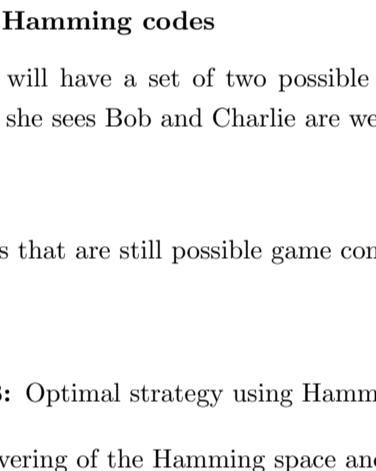 Hamming codes
will have a set of two possible
she sees Bob and Charlie are we
s that are still possible game con
: Optimal strategy using Hamm
vering of the Hamming space and